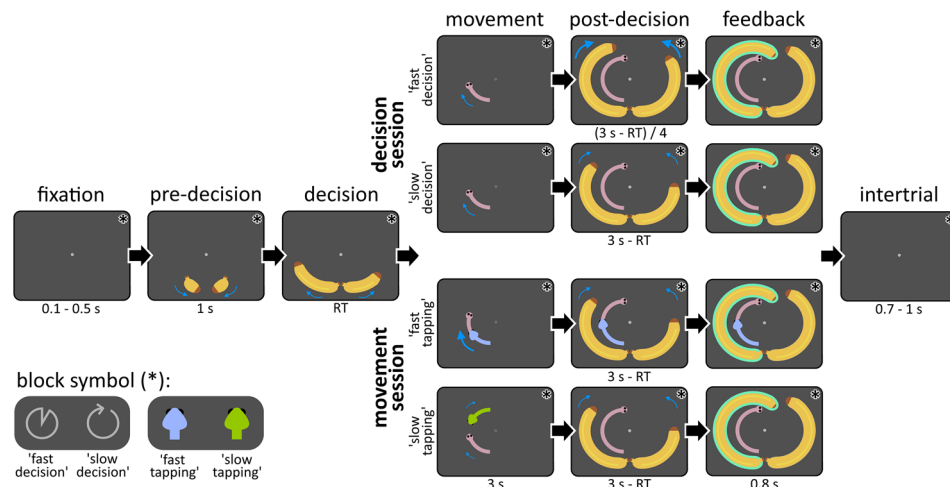 movement post-decision feedback
decision session
'fast decision'
(3 s - RT) / 4
'slow decision'
3 s - RT
fixation pre-decision decision intertrial
0.1 - 0.5 s 1 s RT 0.7 - 1 s
movement session
'fast tapping'
3 s - RT
'slow tapping'
3 s 3 s - RT 0.8 s
block symbol (*):
'fast decision' 'slow decision' 'fast tapping' 'slow tapping'